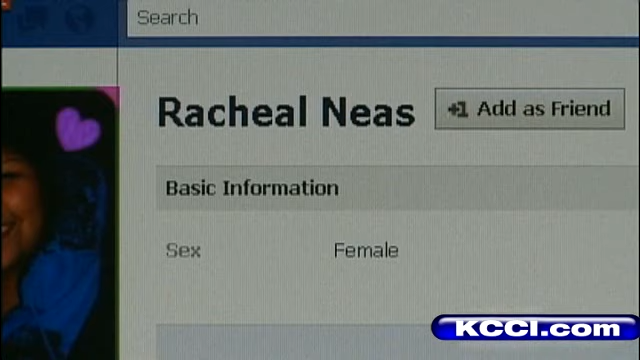 Search
Racheal Neas
+1 Add as Friend
Basic Information
Sex Female
KCCI.com